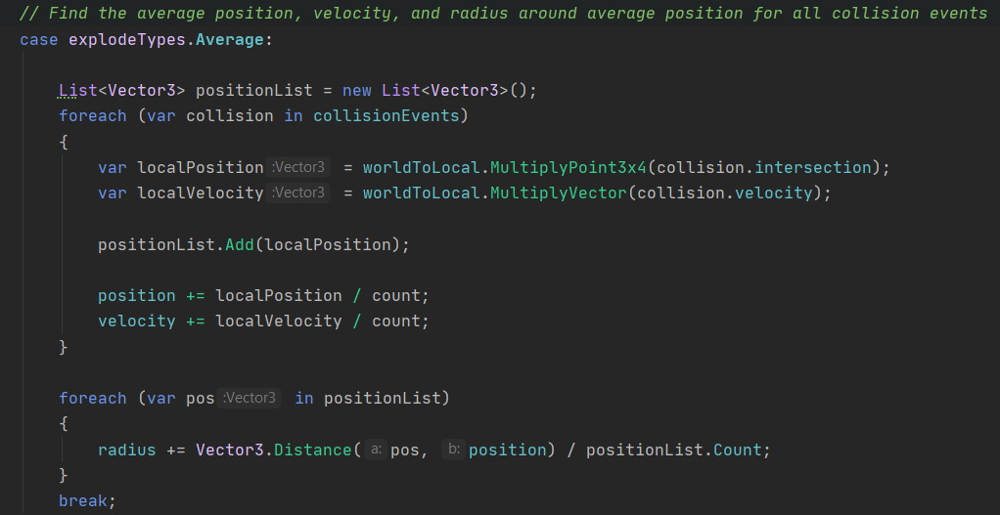 // Find the average position, velocity, and radius around average position for all collision events
case explodeTypes.Average:
List<Vector3> positionList = new List<Vector3>();
foreach (var collision in collisionEvents)
{
var localPosition :Vector3 = worldToLocal.MultiplyPoint3x4(collision.intersection);
var localVelocity :Vector3 = worldToLocal.MultiplyVector(collision.velocity);
positionList.Add(localPosition);
position += localPosition / count;
velocity += localVelocity / count;
}
foreach (var pos :Vector3 in positionList)
{
radius += Vector3.Distance( a: pos, b: position) / positionList.Count;
}
break;